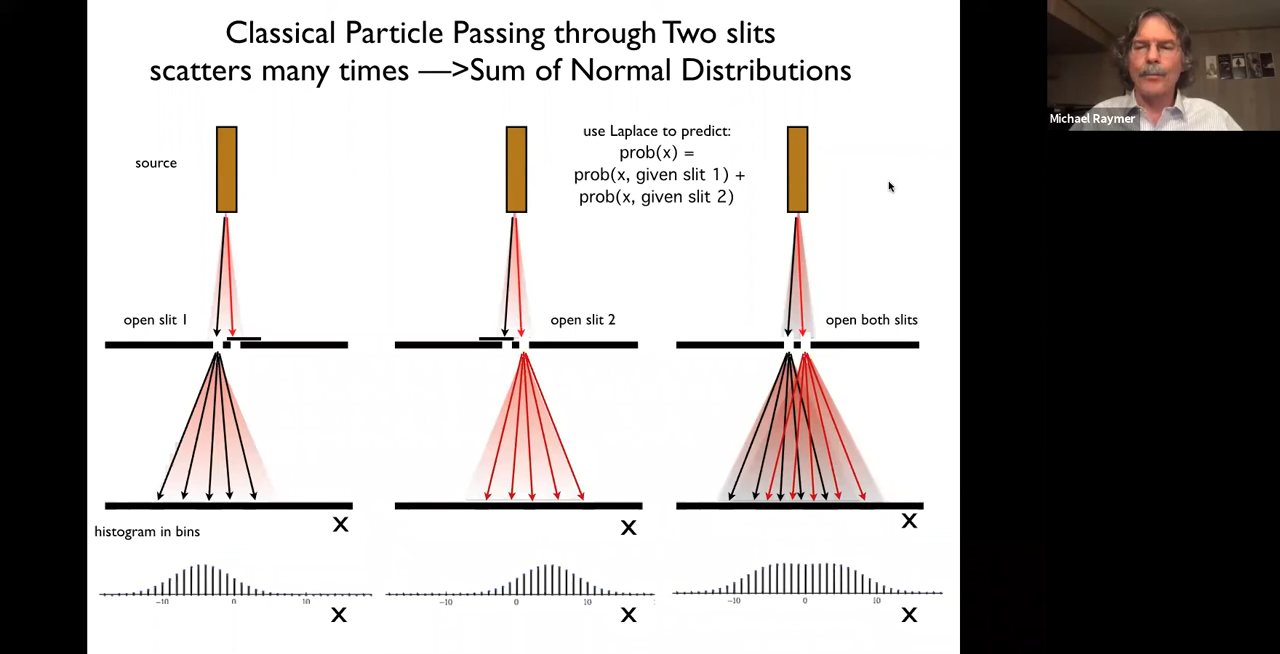 Classical Particle Passing through Two slits
scatters many times —>Sum of Normal Distributions
Michael Raymer
source
use Laplace to predict:
prob(x) =
prob(x, given slit 1) +
prob(x, given slit 2)
open slit 1
open slit 2
open both slits
x
x
x
histogram in bins
-10 0 10
-10 0 10
-10 0 10
x
x
x